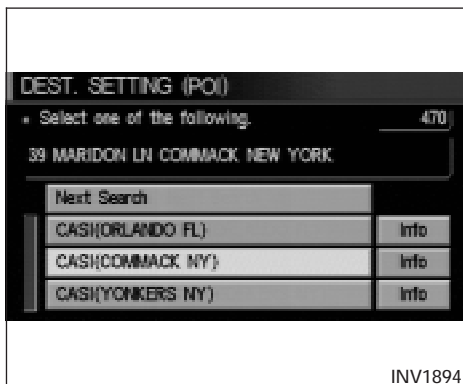 DEST. SETTING (POI)
• Select one of the following. 470
39 MARIDON LN COMMACK NEW YORK
Next Search
CASI(ORLANDO FL) Info
CASI(COMMACK NY) Info
CASI(YONKERS NY) Info
INV1894